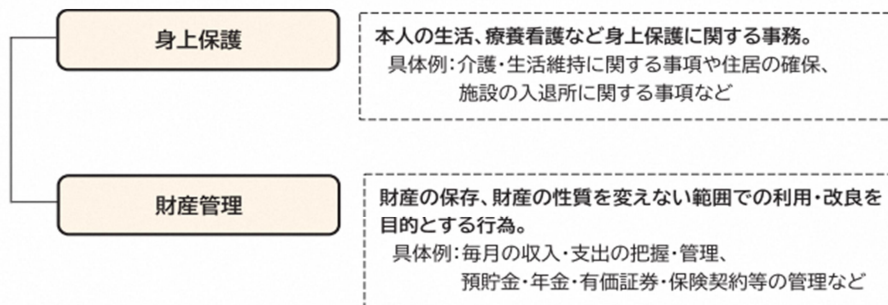 身上保護
本人の生活、療養看護など身上保護に関する事務。
具体例：介護・生活維持に関する事項や住居の確保、
施設の入退所に関する事項など
財産管理
財産の保存、財産の性質を変えない範囲での利用・改良を
目的とする行為。
具体例：毎月の収入・支出の把握・管理、
預貯金・年金・有価証券・保険契約等の管理など